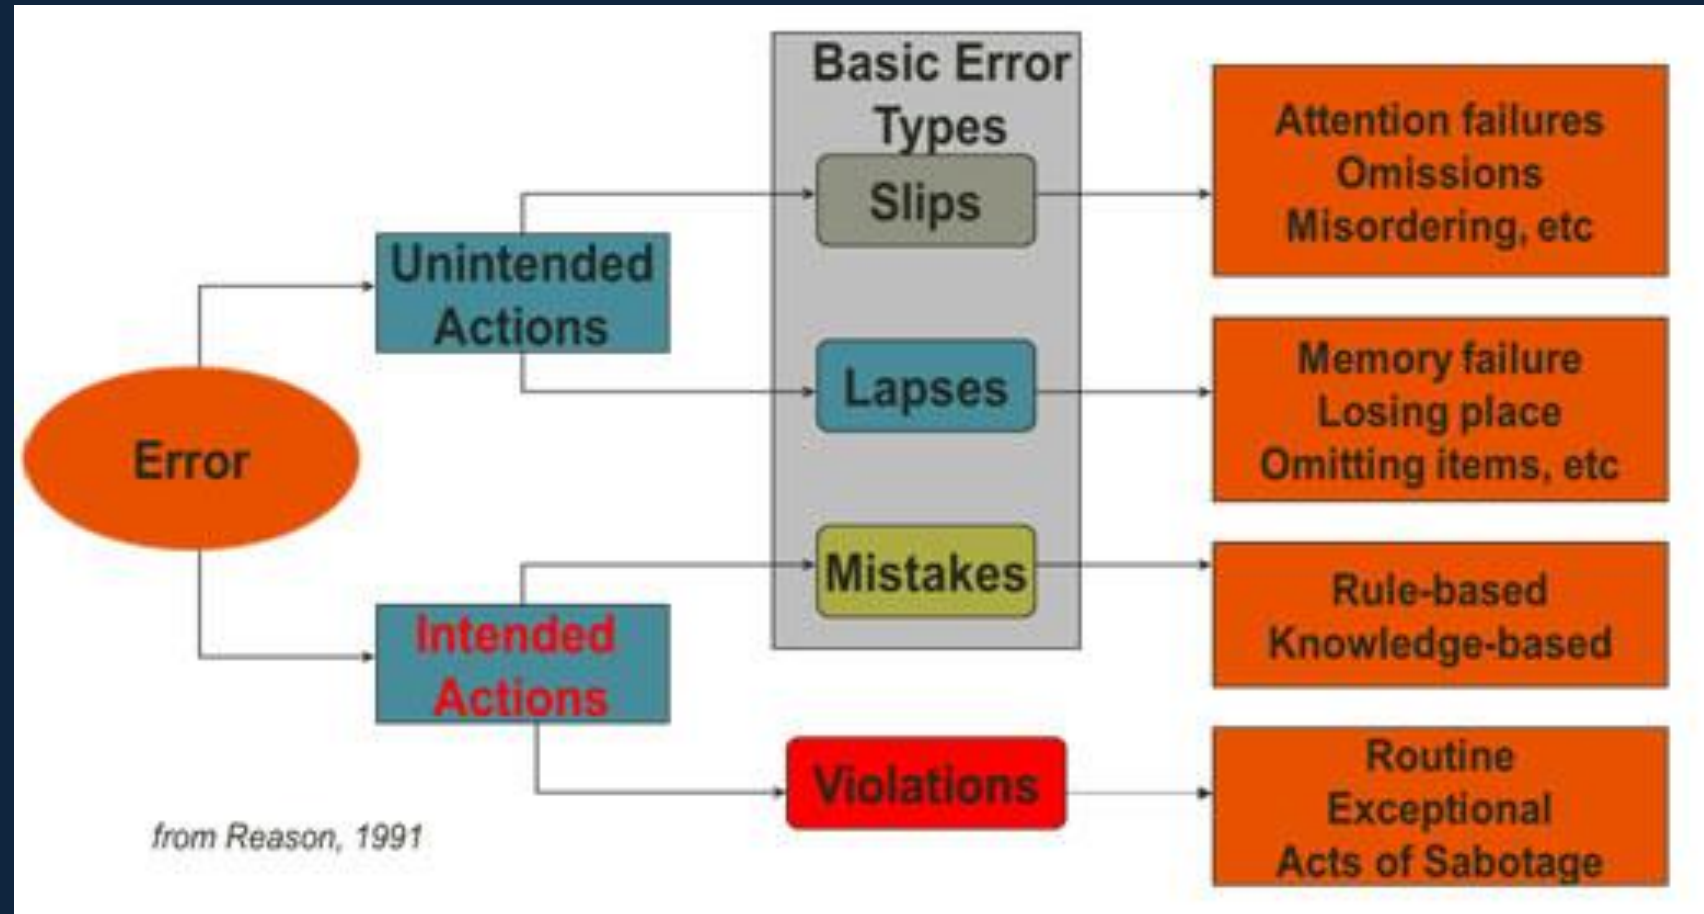 Error
Unintended
Actions
Intended
Actions
Basic Error
Types
Slips
Lapses
Mistakes
Violations
Attention failures
Omissions
Misordering, etc
Memory failure
Losing place
Omitting items, etc
Rule-based
Knowledge-based
Routine
Exceptional
Acts of Sabotage
from Reason, 1991